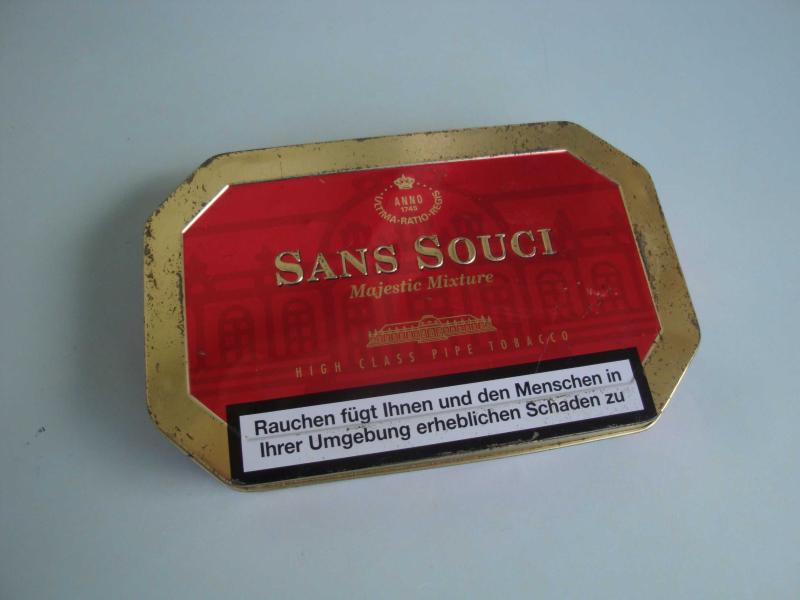 ANNO
1745
ULTIMA-RATIO-REGIS
SANS SOUCI
Majestic Mixture
HIGH CLASS PIPE TOBACCO
Rauchen fügt Ihnen und den Menschen in
Ihrer Umgebung erheblichen Schaden zu